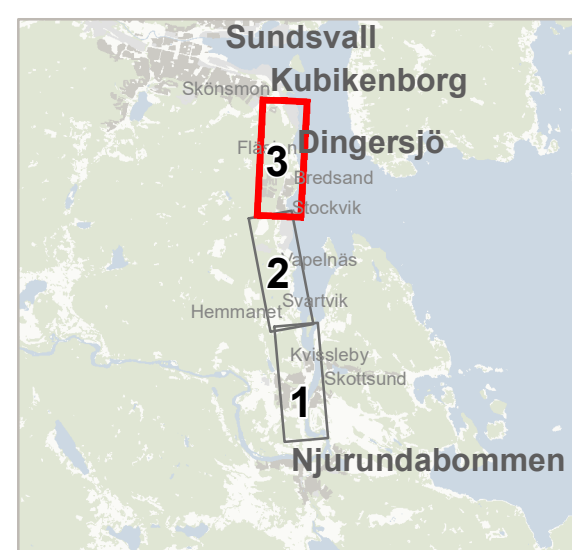 Sundsvall
Skönsmon
Kubikenborg
Dingersjö
3
Bredsand
Stockvik
Vapelnäs
2
Svartvik
Hemmanet
Kvissleby
Skottsund
1
Njurundabommen